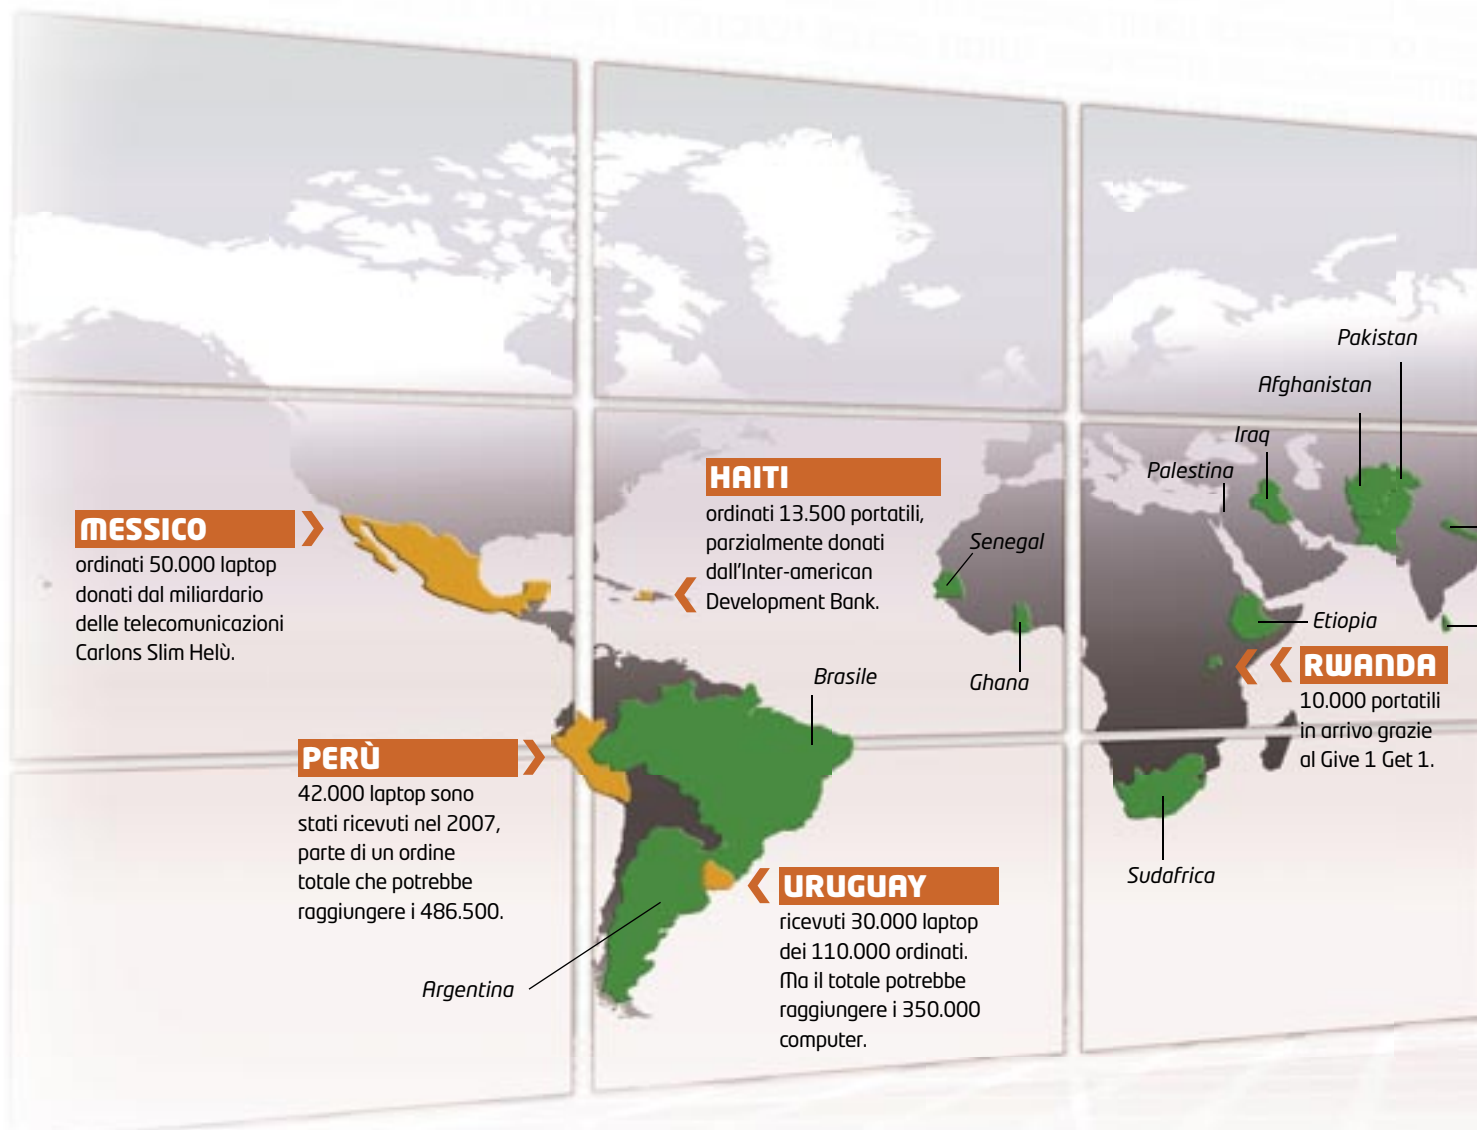 Pakistan
Afghanistan
Iraq
Palestina
HAITI
ordinati 13.500 portatili,
parzialmente donati
dall'Inter-american
Development Bank.
MESSICO
ordinati 50.000 laptop
donati dal miliardario
delle telecomunicazioni
Carlons Slim Helù.
Senegal
Ghana
Etiopia
RWANDA
10.000 portatili
in arrivo grazie
al Give 1 Get 1.
Brasile
PERÙ
42.000 laptop sono
stati ricevuti nel 2007,
parte di un ordine
totale che potrebbe
raggiungere i 486.500.
Sudafrica
URUGUAY
ricevuti 30.000 laptop
dei 110.000 ordinati.
Ma il totale potrebbe
raggiungere i 350.000
computer.
Argentina